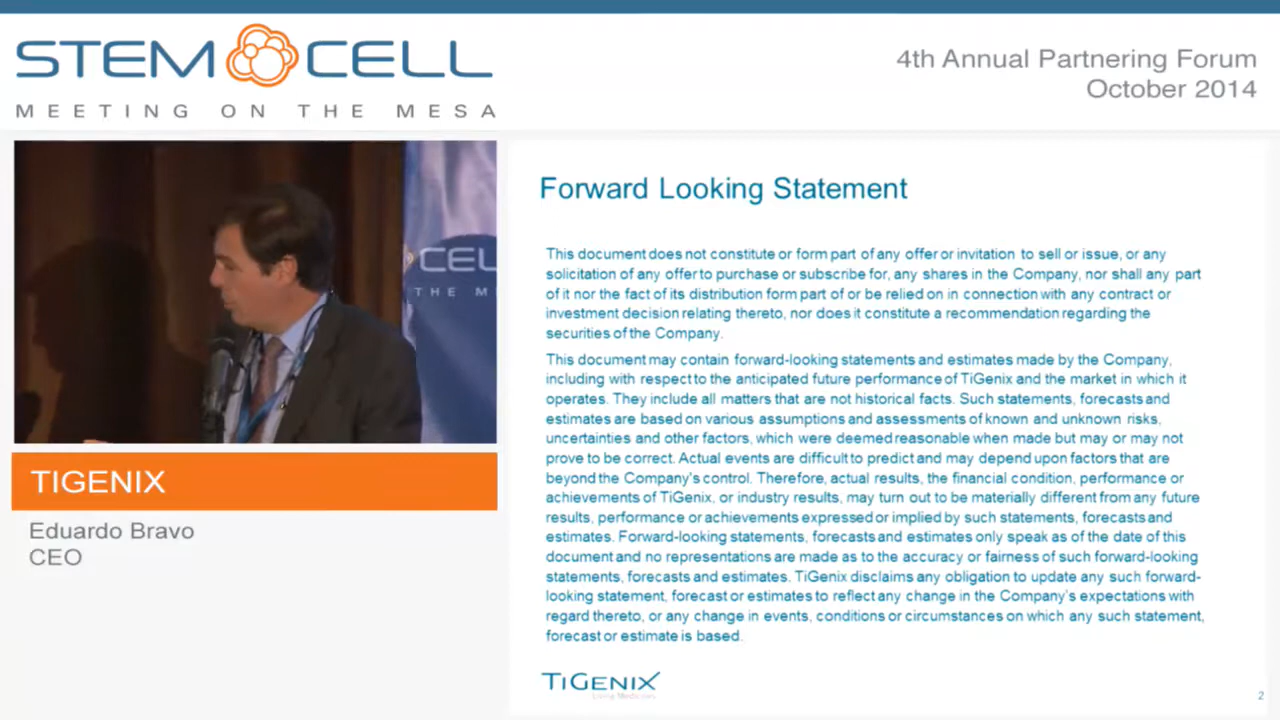 STEM CELL
MEETING ON THE MESA
4th Annual Partnering Forum
October 2014
CEL
THE M
TIGENIX
Eduardo Bravo
CEO
Forward Looking Statement
This document does not constitute or form part of any offer or invitation to sell or issue, or any
solicitation of any offer to purchase or subscribe for, any shares in the Company, nor shall any part
of it nor the fact of its distribution form part of or be relied on in connection with any contract or
investment decision relating thereto, nor does it constitute a recommendation regarding the
securities of the Company.
This document may contain forward-looking statements and estimates made by the Company,
including with respect to the anticipated future performance of TiGenix and the market in which it
operates. They include all matters that are not historical facts. Such statements, forecasts and
estimates are based on various assumptions and assessments of known and unknown risks,
uncertainties and other factors, which were deemed reasonable when made but may or may not
prove to be correct. Actual events are difficult to predict and may depend upon factors that are
beyond the Company's control. Therefore, actual results, the financial condition, performance or
achievements of TiGenix, or industry results, may turn out to be materially different from any future
results, performance or achievements expressed or implied by such statements, forecasts and
estimates. Forward-looking statements, forecasts and estimates only speak as of the date of this
document and no representations are made as to the accuracy or fairness of such forward-looking
statements, forecasts and estimates. TiGenix disclaims any obligation to update any such forward-
looking statement, forecast or estimates to reflect any change in the Company's expectations with
regard thereto, or any change in events, conditions or circumstances on which any such statement,
forecast or estimate is based.
TiGENIX
Living Medicines
2